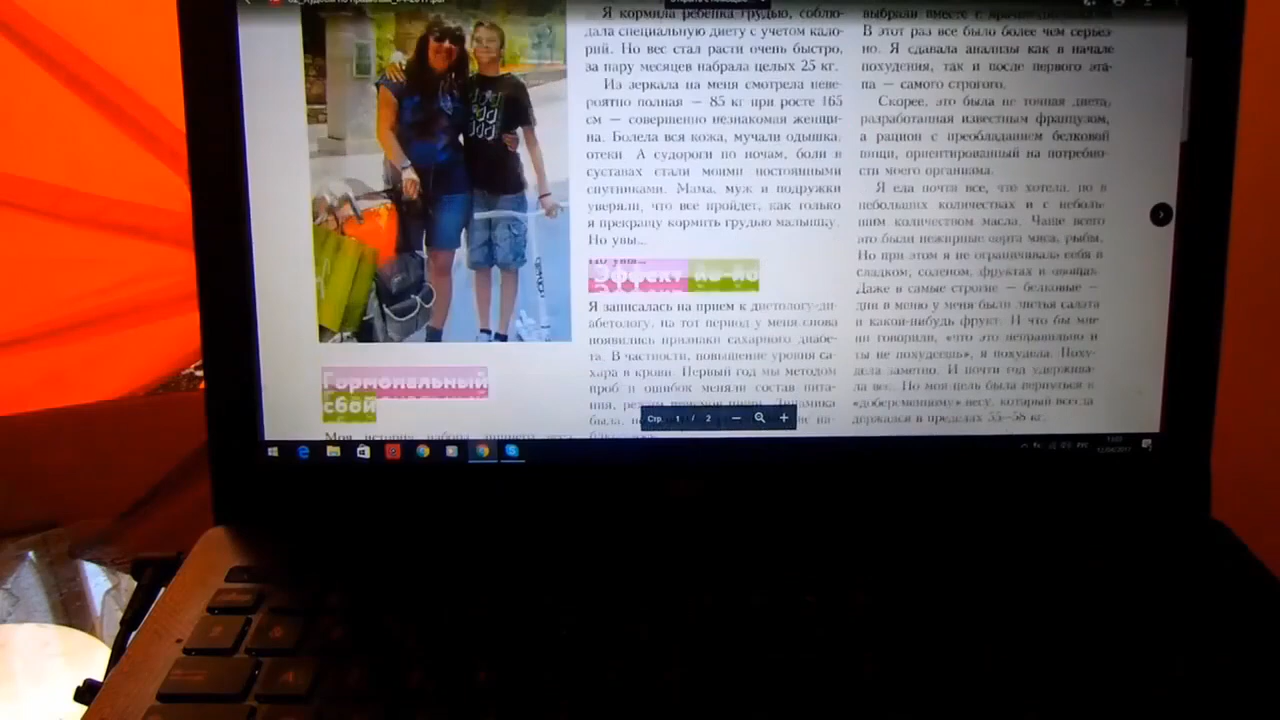 Гормональный
сбой
Я кормила ребенка грудью, соблю-
дала специальную диету с учетом кало-
рий. Но вес стал расти очень быстро,
за пару месяцев набрала целых 25 кг.
Из зеркала на меня смотрела неве-
роятно полная — 85 кг при росте 165
см — совершенно незнакомая женщи-
на. Болела вся кожа, мучали одышка,
отеки. А судороги по ночам, боли в
суставах стали моими постоянными
спутниками. Мама, муж и подружки
уверяли, что все пройдет, как только
я прекращу кормить грудью малышку.
Но увы...
Эффект йо-йо
Я записалась на прием к диетологу-ди-
абетологу, на тот период у меня снова
появились признаки сахарного диабе-
та. В частности, повышение уровня са-
хара в крови. Первый год мы методом
проб и ошибок меняли состав пита-
ния,
была,
выбрали вместе с
В этот раз все было более чем серьез-
но. Я сдавала анализы как в начале
похудения, так и после первого эта-
па — самого строгого.
Скорее, это была не точная диета,
разработанная известным французом,
а рацион с преобладанием белковой
пищи, ориентированный на потребно-
сти моего организма.
Я ела почти все, что хотела, но в
небольших количествах и с неболь-
шим количеством масла. Чаще всего
это были нежирные сорта мяса, рыбы.
Но при этом я не ограничивала себя в
сладком, соленом, фруктах и овощах.
Даже в самые строгие — белковые —
дни в меню у меня были листья салата
и какой-нибудь фрукт. И что бы мне
ни говорили, «что это неправильно и
ты не похудеешь», я похудела. Поху-
дела заметно. И почти год удержива-
ла вес. Но моя цель была вернуться к
«добеременному» весу, который всегда
держался в пределах 55–58 кг.
Стр. 1 / 2